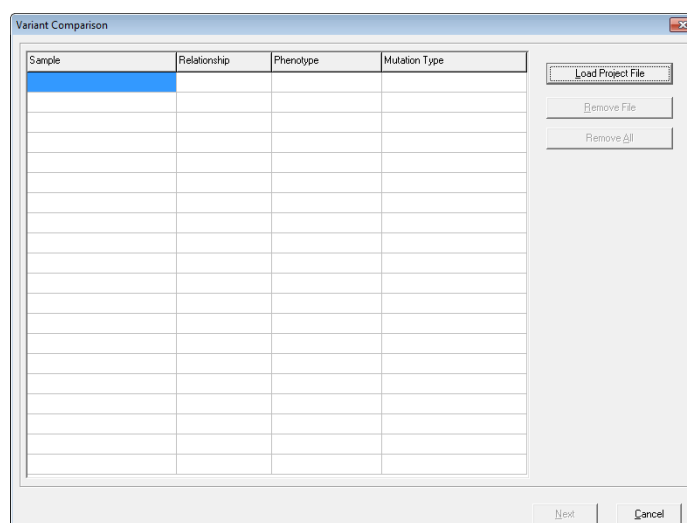 Variant Comparison
Sample Relationship Phenotype Mutation Type
Load Project File
Remove File
Remove All
Next Cancel